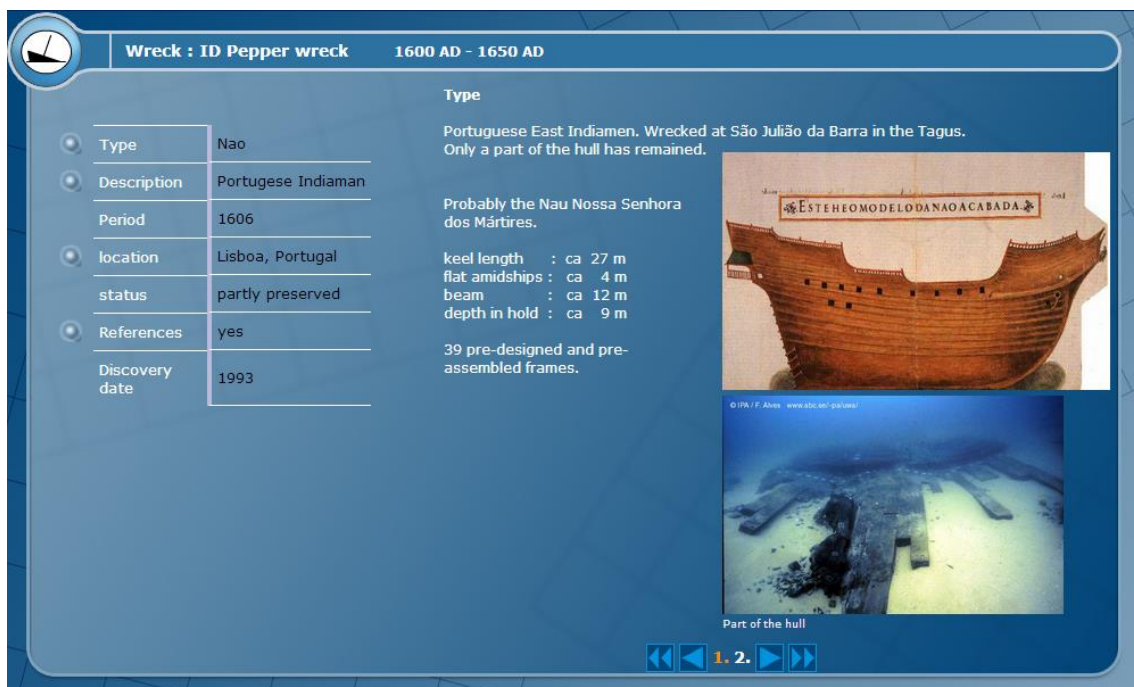 Wreck : ID Pepper wreck 1600 AD - 1650 AD
Type Nao
Description Portugese Indiaman
Period 1606
location Lisboa, Portugal
status partly preserved
References yes
Discovery
date
1993
Type
Portuguese East Indiamen. Wrecked at São Julião da Barra in the Tagus.
Only a part of the hull has remained.
Probably the Nau Nossa Senhora
dos Mártires.
keel length : ca 27 m
flat amidships : ca 4 m
beam : ca 12 m
depth in hold : ca 9 m
39 pre-designed and pre-
assembled frames.
ESTEHEOMODELODANAOACABADA.
© IPA / F. Alves
Part of the hull
1. 2.